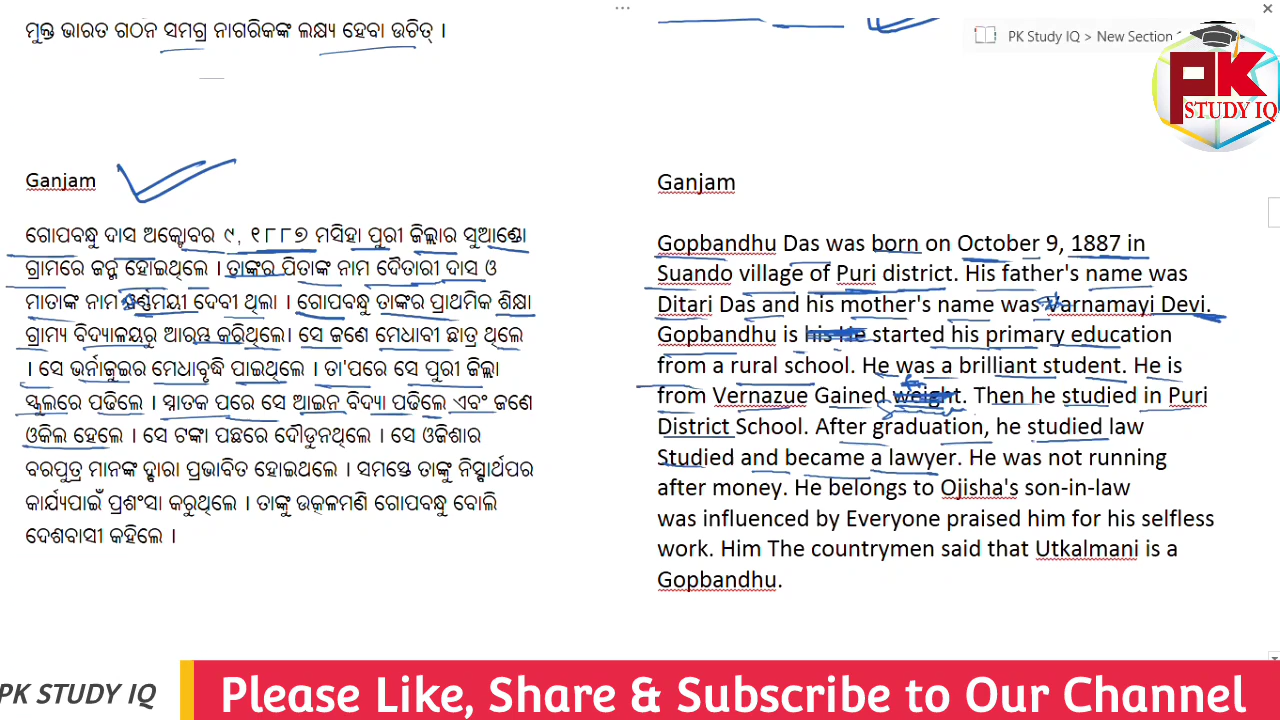 ମୁକ୍ତ ଭାରତ ଗଠନ ସମଗ୍ର ନାଗରିକଙ୍କ ଲକ୍ଷ୍ୟ ହେବା ଉଚିତ୍ ।
PK Study IQ > New Section
PK
STUDY IQ
Ganjam
ଗୋପବନ୍ଧୁ ଦାସ ଅକ୍ଟୋବର ୯, ୧୮୮୭ ମସିହା ପୁରୀ ଜିଲ୍ଲାର ସୁଆଣ୍ଡୋ
ଗ୍ରାମରେ ଜନ୍ମ ହୋଇଥିଲେ । ତାଙ୍କର ପିତାଙ୍କ ନାମ ଦୈତାରୀ ଦାସ ଓ
ମାତାଙ୍କ ନାମ ଦେବୀ ଥିଲା । ଗୋପବନ୍ଧୁ ତାଙ୍କର ପ୍ରାଥମିକ ଶିକ୍ଷା
ଗ୍ରାମ୍ୟ ବିଦ୍ୟାଳୟରୁ ଆରମ୍ଭ କରିଥିଲେ। ସେ ଜଣେ ମେଧାବୀ ଛାତ୍ର ଥିଲେ
। ସେ ଭର୍ନାକୁଇର ମେଧାବୃତ୍ତି ପାଇଥିଲେ । ତା'ପରେ ସେ ପୁରୀ ଜିଲ୍ଲା
ସ୍କୁଲରେ ପଢିଲେ । ସ୍ନାତକ ପରେ ସେ ଆଇନ ବିଦ୍ୟା ପଢିଲେ ଏବଂ ଜଣେ
ଓକିଲ ହେଲେ । ସେ ଟଙ୍କା ପଛରେ ଦୌଡୁନଥିଲେ । ସେ ଓଜିଶାର
ବରପୁତ୍ର ମାନଙ୍କ ଦ୍ବାରା ପ୍ରଭାବିତ ହୋଇଥଲେ । ସମସ୍ତେ ତାଙ୍କୁ ନିସ୍ବାର୍ଥପର
କାର୍ଯ୍ୟପାଇଁ ପ୍ରଶଂସା କରୁଥିଲେ । ତାଙ୍କୁ ଉତ୍କଳମଣି ଗୋପବନ୍ଧୁ ବୋଲି
ଦେଶବାସୀ କହିଲେ ।
Ganjam
Gopbandhu Das was born on October 9, 1887 in
Suando village of Puri district. His father's name was
Ditari Das and his mother's name was Varnamayi Devi.
Gopbandhu is started his primary education
from a rural school. He was a brilliant student. He is
from Vernazue Gained weight. Then he studied in Puri
District School. After graduation, he studied law
Studied and became a lawyer. He was not running
after money. He belongs to Ojisha's son-in-law
was influenced by Everyone praised him for his selfless
work. Him The countrymen said that Utkalmani is a
Gopbandhu.
PK STUDY IQ
Please Like, Share & Subscribe to Our Channel